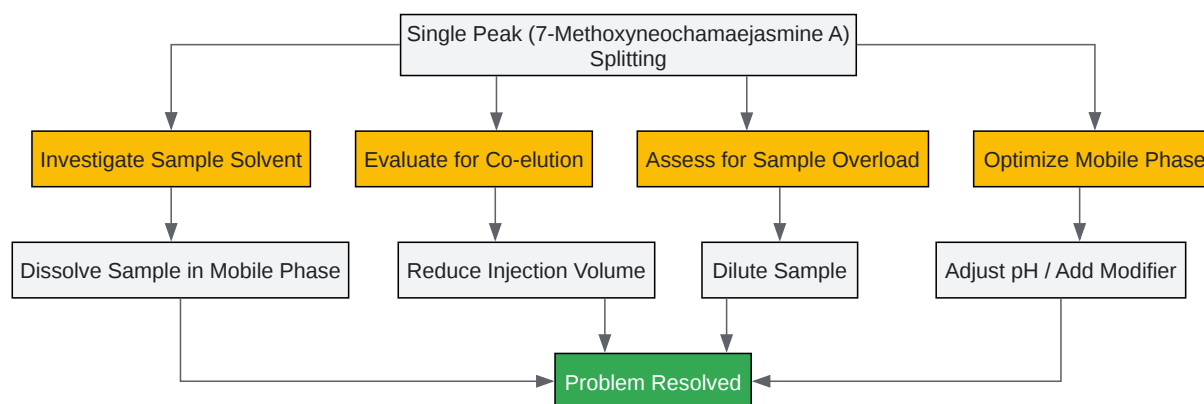 Single Peak (7-Methoxyneochamaejasmine A)
Splitting
Investigate Sample Solvent
Evaluate for Co-elution
Assess for Sample Overload
Optimize Mobile Phase
Dissolve Sample in Mobile Phase
Reduce Injection Volume
Dilute Sample
Adjust pH / Add Modifier
Problem Resolved